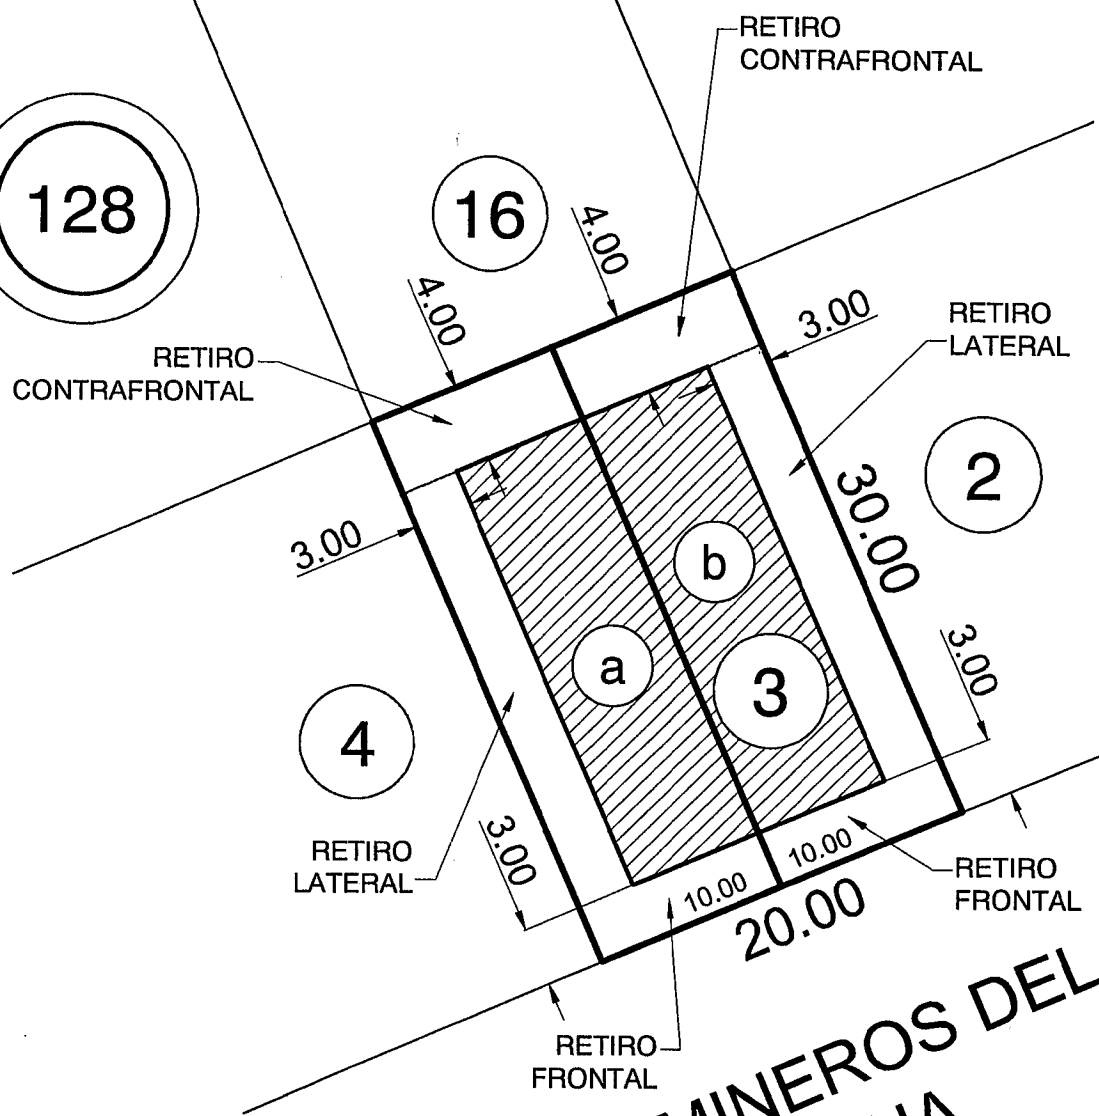 RETIRO
CONTRAFRONTAL
128
16
4.00
4.00
3.00
RETIRO
LATERAL
RETIRO
CONTRAFRONTAL
2
30.00
3.00
b
a
3
3.00
4
3.00
RETIRO
LATERAL
10.00
10.00
20.00
RETIRO
FRONTAL
RETIRO
FRONTAL
MINEROS DEL